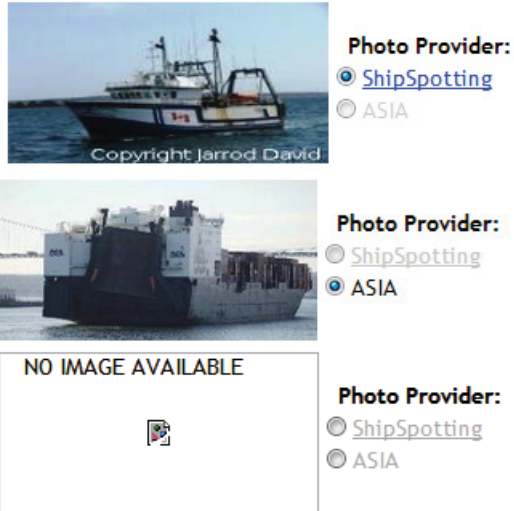 Photo Provider:
ShipSpotting
ASIA
Copyright Jarrod David
Photo Provider:
ShipSpotting
ASIA
NO IMAGE AVAILABLE
Photo Provider:
ShipSpotting
ASIA